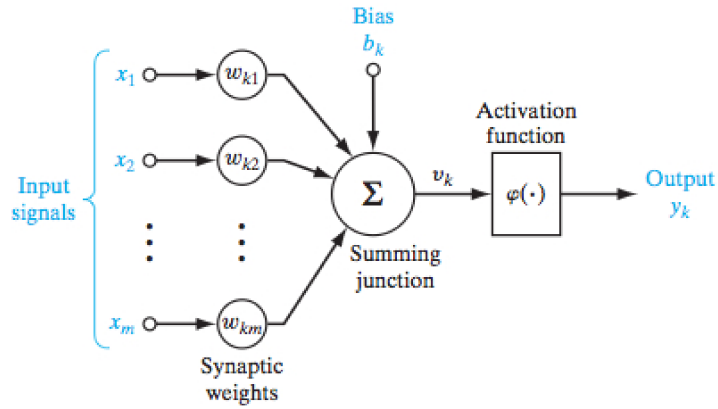 Bias
b_k
Activation
function
Input
signals
x_1
w_k1
x_2
w_k2
Σ
v_k
φ(·)
Output
y_k
Summing
junction
x_m
w_km
Synaptic
weights